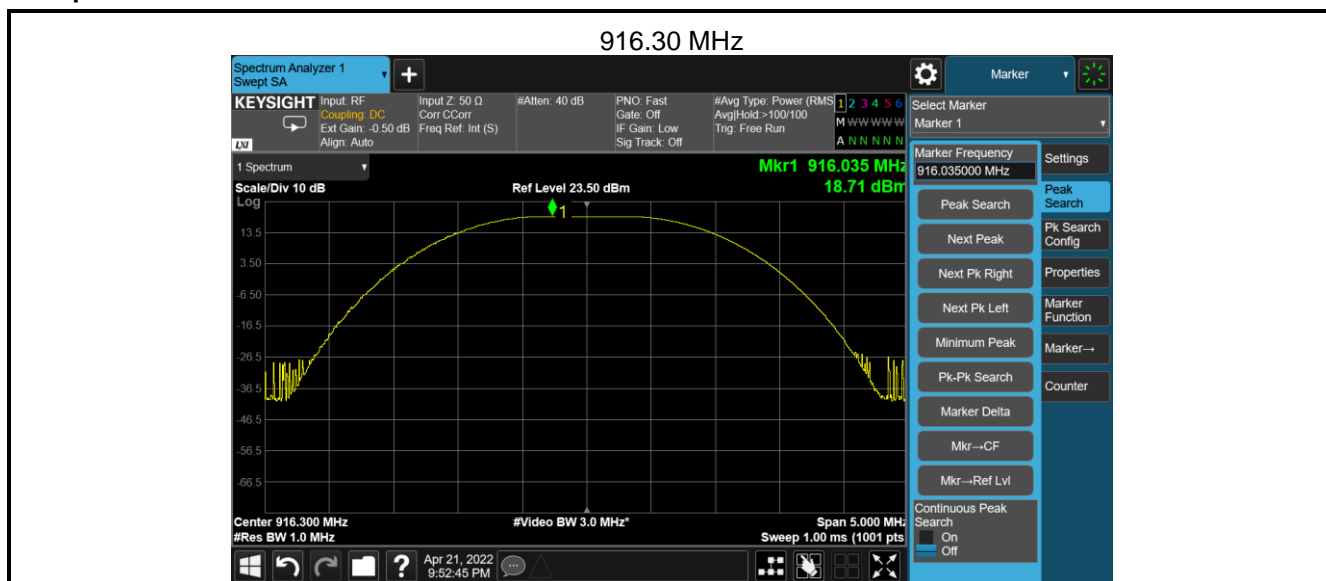 916.30 MHz
Spectrum Analyzer 1
Swept SA
+
Marker
KEYSIGHT
LXI
Input: RF
Coupling: DC
Ext Gain: -0.50 dB
Align: Auto
Input Z: 50 Ω
Corr CCorr
Freq Ref: Int (S)
#Atten: 40 dB
PNO: Fast
Gate: Off
IF Gain: Low
Sig Track: Off
#Avg Type: Power (RMS
Avg|Hold:>100/100
Trig: Free Run
1 2 3 4 5 6
M W W W W W
A N N N N N
Select Marker
Marker 1
1 Spectrum
Mkr1 916.035 MHz
18.71 dBm
Scale/Div 10 dB
Ref Level 23.50 dBm
Log
1
13.5
3.50
-6.50
-16.5
-26.5
-36.5
-46.5
-56.5
-66.5
Center 916.300 MHz
#Video BW 3.0 MHz*
Span 5.000 MHz
#Res BW 1.0 MHz
Sweep 1.00 ms (1001 pts
Marker Frequency
916.035000 MHz
Peak Search
Next Peak
Next Pk Right
Next Pk Left
Minimum Peak
Pk-Pk Search
Marker Delta
Mkr→CF
Mkr→Ref Lvl
Continuous Peak
Search
On
Off
Settings
Peak
Search
Pk Search
Config
Properties
Marker
Function
Marker→
Counter
?
Apr 21, 2022
9:52:45 PM